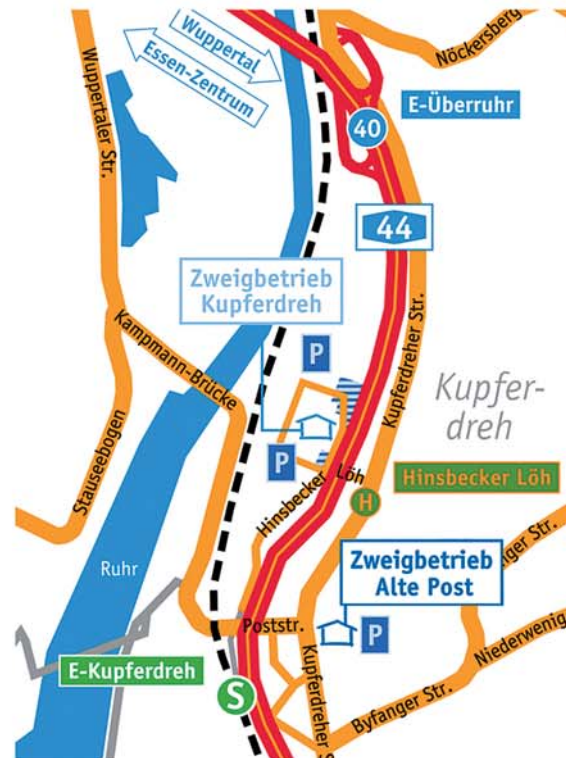 Wuppertal
Essen-Zentrum
Nöckersberg
Wuppertaler Str.
E-Überruhr
40
44
Zweigbetrieb
Kupferdreh
Kampmann-Brücke
P
Kupferdreher Str.
Kupfer-
dreh
Stauseebogen
P
Hinsbecker Löh
H
Hinsbecker Löh
Zweigbetrieb
Alte Post
Ruhr
Poststr.
P
E-Kupferdreh
S
Kupferdreher
Byfanger Str.